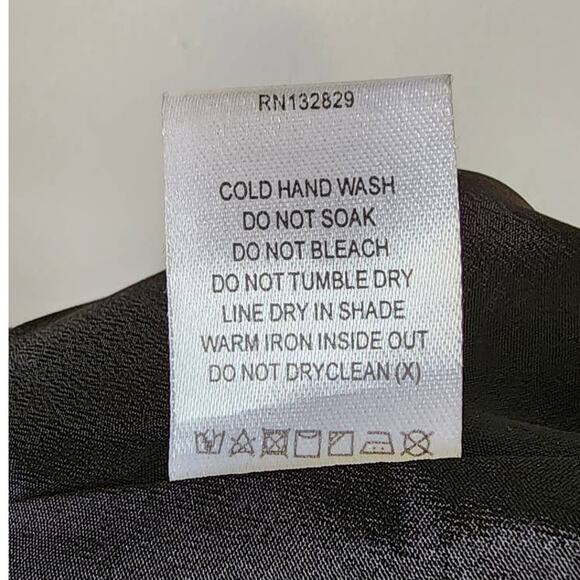 RN132829
COLD HAND WASH
DO NOT SOAK
DO NOT BLEACH
DO NOT TUMBLE DRY
LINE DRY IN SHADE
WARM IRON INSIDE OUT
DO NOT DRYCLEAN (X)